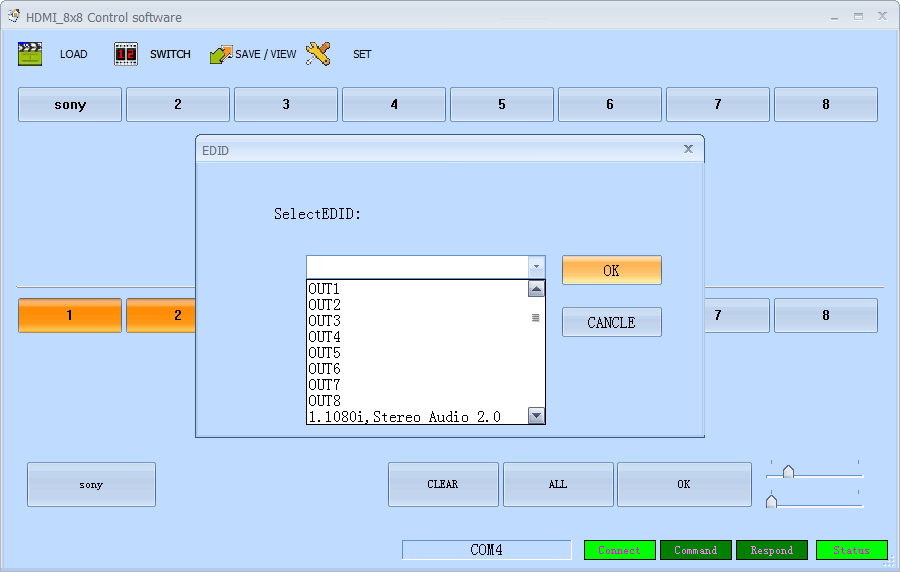 HDMI_8x8 Control software
LOAD SWITCH SAVE / VIEW SET
sony 2 3 4 5 6 7 8
EDID
SelectEDID:
OK
OUT1
OUT2
OUT3
OUT4
OUT5
OUT6
OUT7
OUT8
1.1080i,Stereo Audio 2.0
CANCLE
1 2 7 8
sony CLEAR ALL OK
COM4 Connect Command Respond Status